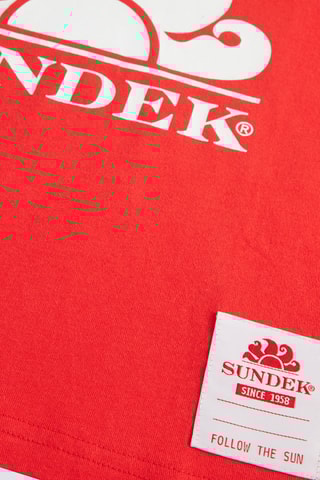 SUNDEK®
SUNDEK®
SINCE 1958
FOLLOW THE SUN